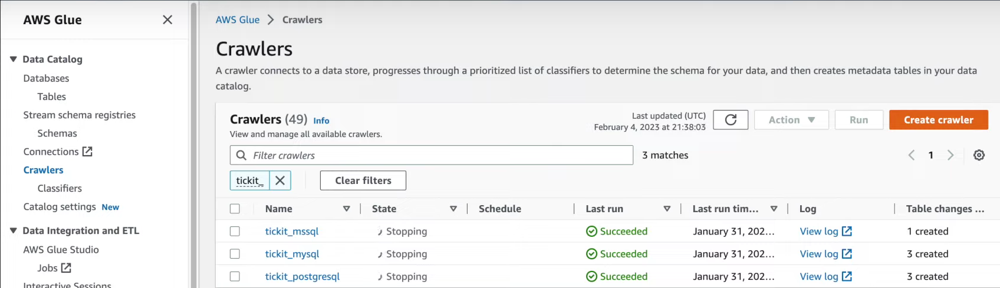 AWS Glue
Data Catalog
Databases
Tables
Stream schema registries
Schemas
Connections
Crawlers
Classifiers
Catalog settings New
Data Integration and ETL
AWS Glue Studio
Jobs
Interactive Sessions
AWS Glue > Crawlers
Crawlers
A crawler connects to a data store, progresses through a prioritized list of classifiers to determine the schema for your data, and then creates metadata tables in your data
catalog.
Crawlers (49) Info
View and manage all available crawlers.
Last updated (UTC)
February 4, 2023 at 21:38:03
Action
Run
Create crawler
Filter crawlers
3 matches
1
tickit_
Clear filters
Name State Schedule Last run Last run tim... Log Table changes ...
tickit_mssql Stopping Succeeded January 31, 202... View log 1 created
tickit_mysql Stopping Succeeded January 31, 202... View log 3 created
tickit_postgresql Stopping Succeeded January 31, 202... View log 3 created